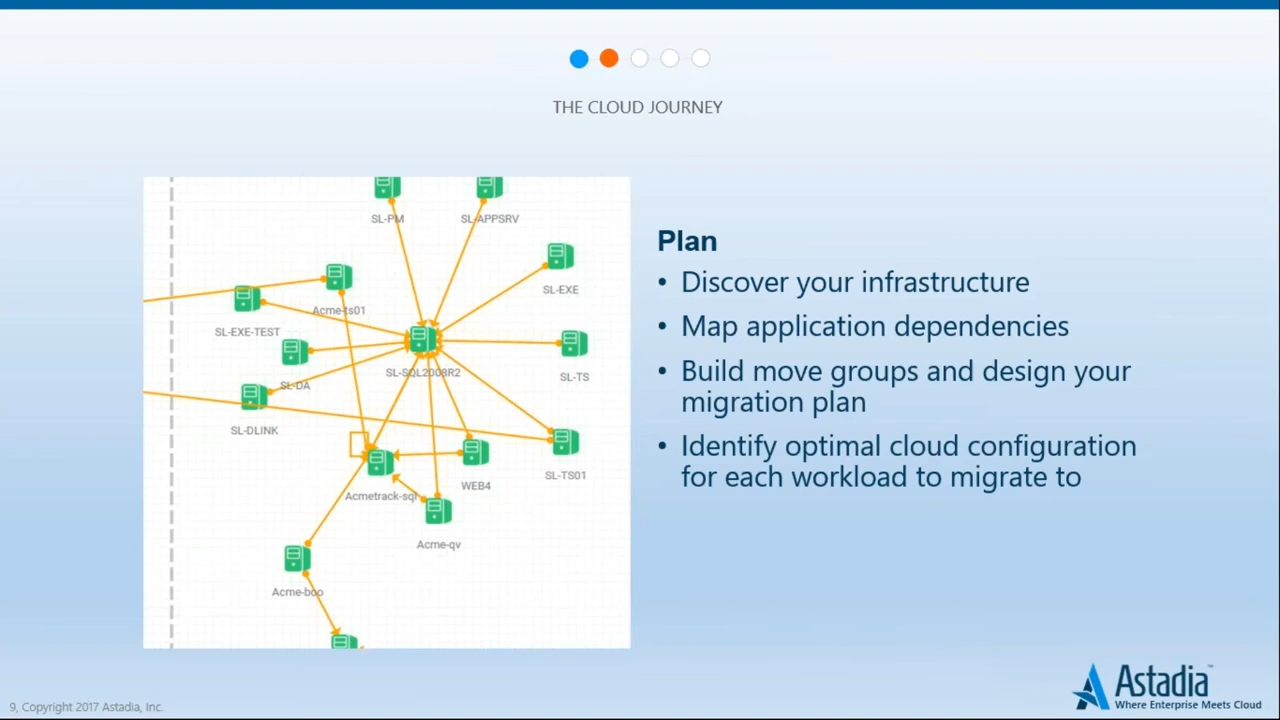 THE CLOUD JOURNEY
SL-PM
SL-APPSRV
SL-EXE
Acme-ts01
SL-EXE-TEST
SL-SQL2008R2
SL-TS
SL-DA
SL-DLINK
SL-TS01
WEB4
Acmetrack-sql
Acme-qv
Acme-boo
Plan
• Discover your infrastructure
• Map application dependencies
• Build move groups and design your
migration plan
• Identify optimal cloud configuration
for each workload to migrate to
Astadia™
Where Enterprise Meets Cloud
9, Copyright 2017 Astadia, Inc.